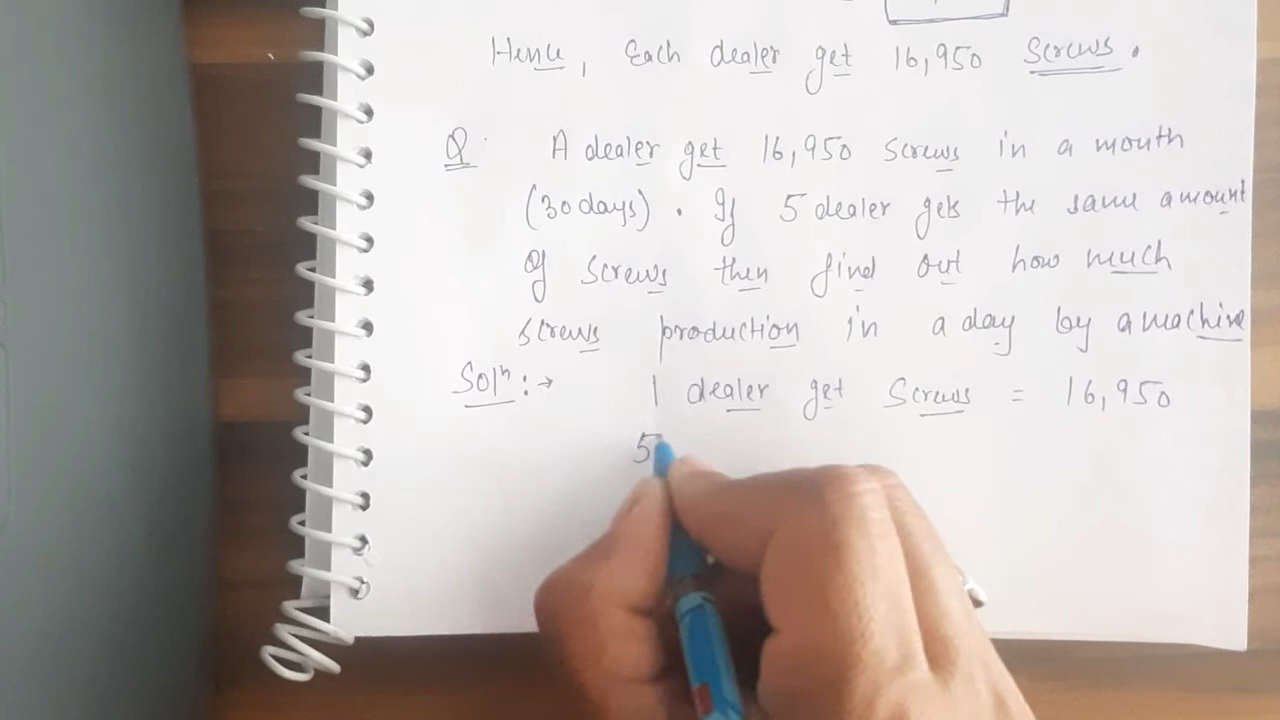 Hence, Each dealer get 16,950 Screws.
Q. A dealer get 16,950 screws in a mouth
(30 days). If 5 dealer gets the same amount
Of Screws then find out how much
screws production in a day by a machine
Solⁿ :→ 1 dealer get Screws = 16,950
5